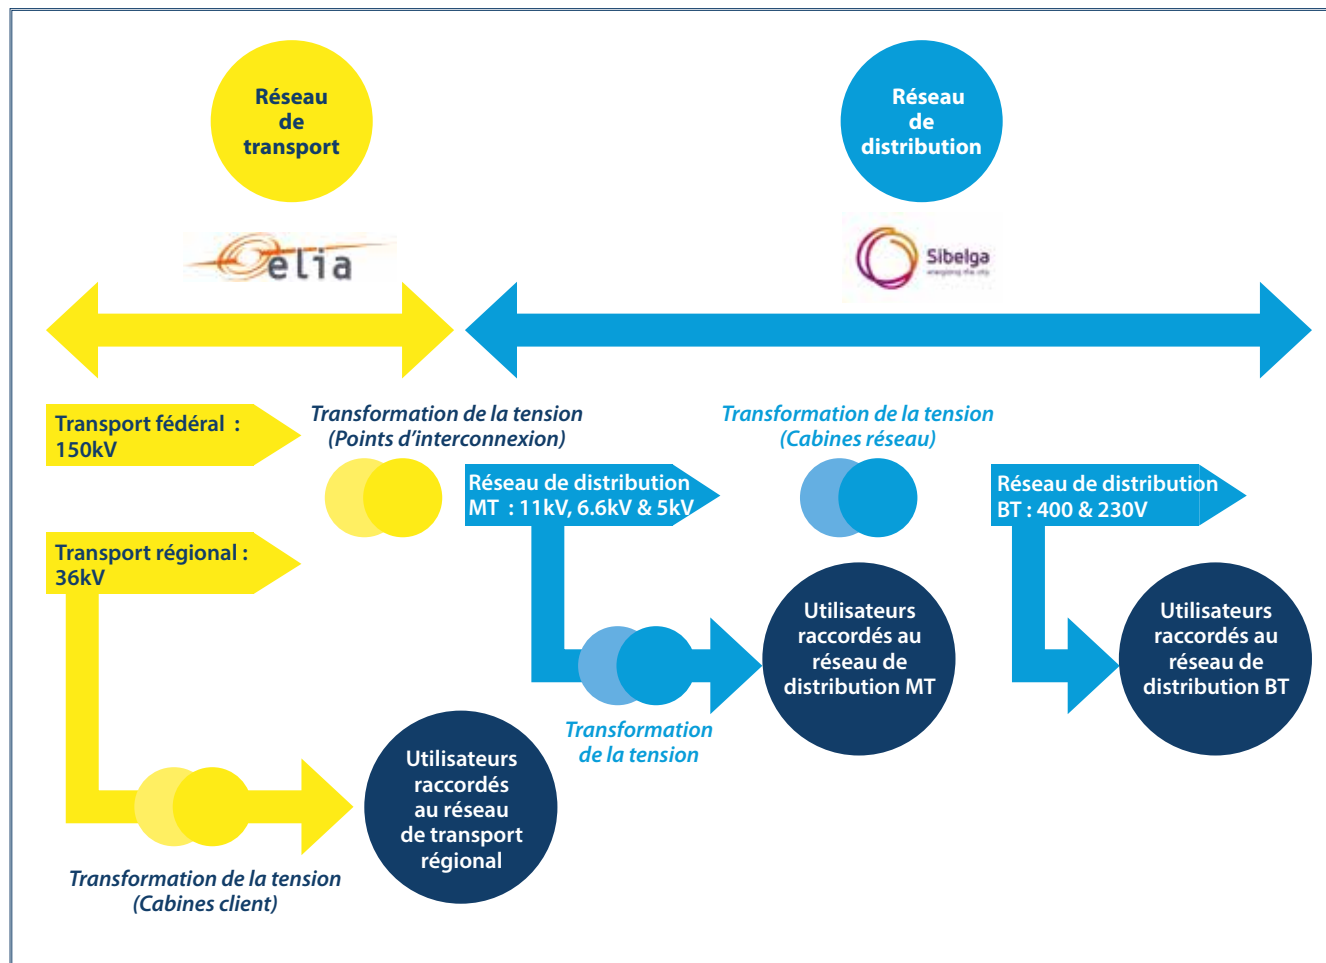 Réseau
de
transport
Réseau
de
distribution
elia
Sibelga
energising the city
Transport fédéral :
150kV
Transformation de la tension
(Points d'interconnexion)
Transformation de la tension
(Cabines réseau)
Réseau de distribution
MT : 11kV, 6.6kV & 5kV
Réseau de distribution
BT : 400 & 230V
Transport régional :
36kV
Utilisateurs
raccordés au
réseau de
distribution MT
Utilisateurs
raccordés au
réseau de
distribution BT
Transformation
de la tension
Utilisateurs
raccordés
au réseau
de transport
régional
Transformation de la tension
(Cabines client)